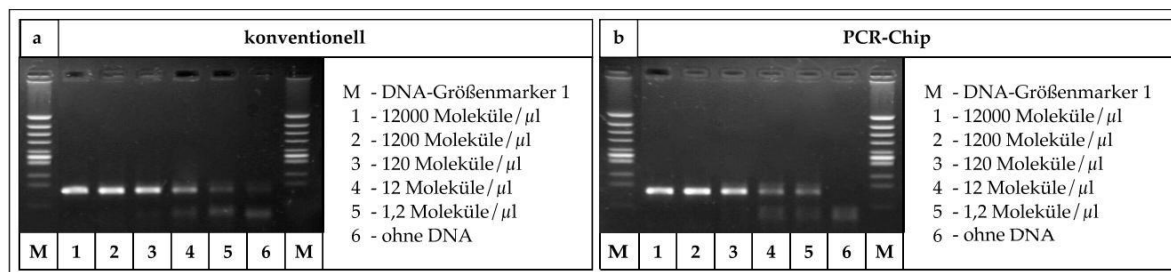 a konventionell
M - DNA-Größenmarker 1
1 - 12000 Moleküle/µl
2 - 1200 Moleküle/µl
3 - 120 Moleküle/µl
4 - 12 Moleküle/µl
5 - 1,2 Moleküle/µl
6 - ohne DNA
M 1 2 3 4 5 6 M
b PCR-Chip
M - DNA-Größenmarker 1
1 - 12000 Moleküle/µl
2 - 1200 Moleküle/µl
3 - 120 Moleküle/µl
4 - 12 Moleküle/µl
5 - 1,2 Moleküle/µl
6 - ohne DNA
M 1 2 3 4 5 6 M